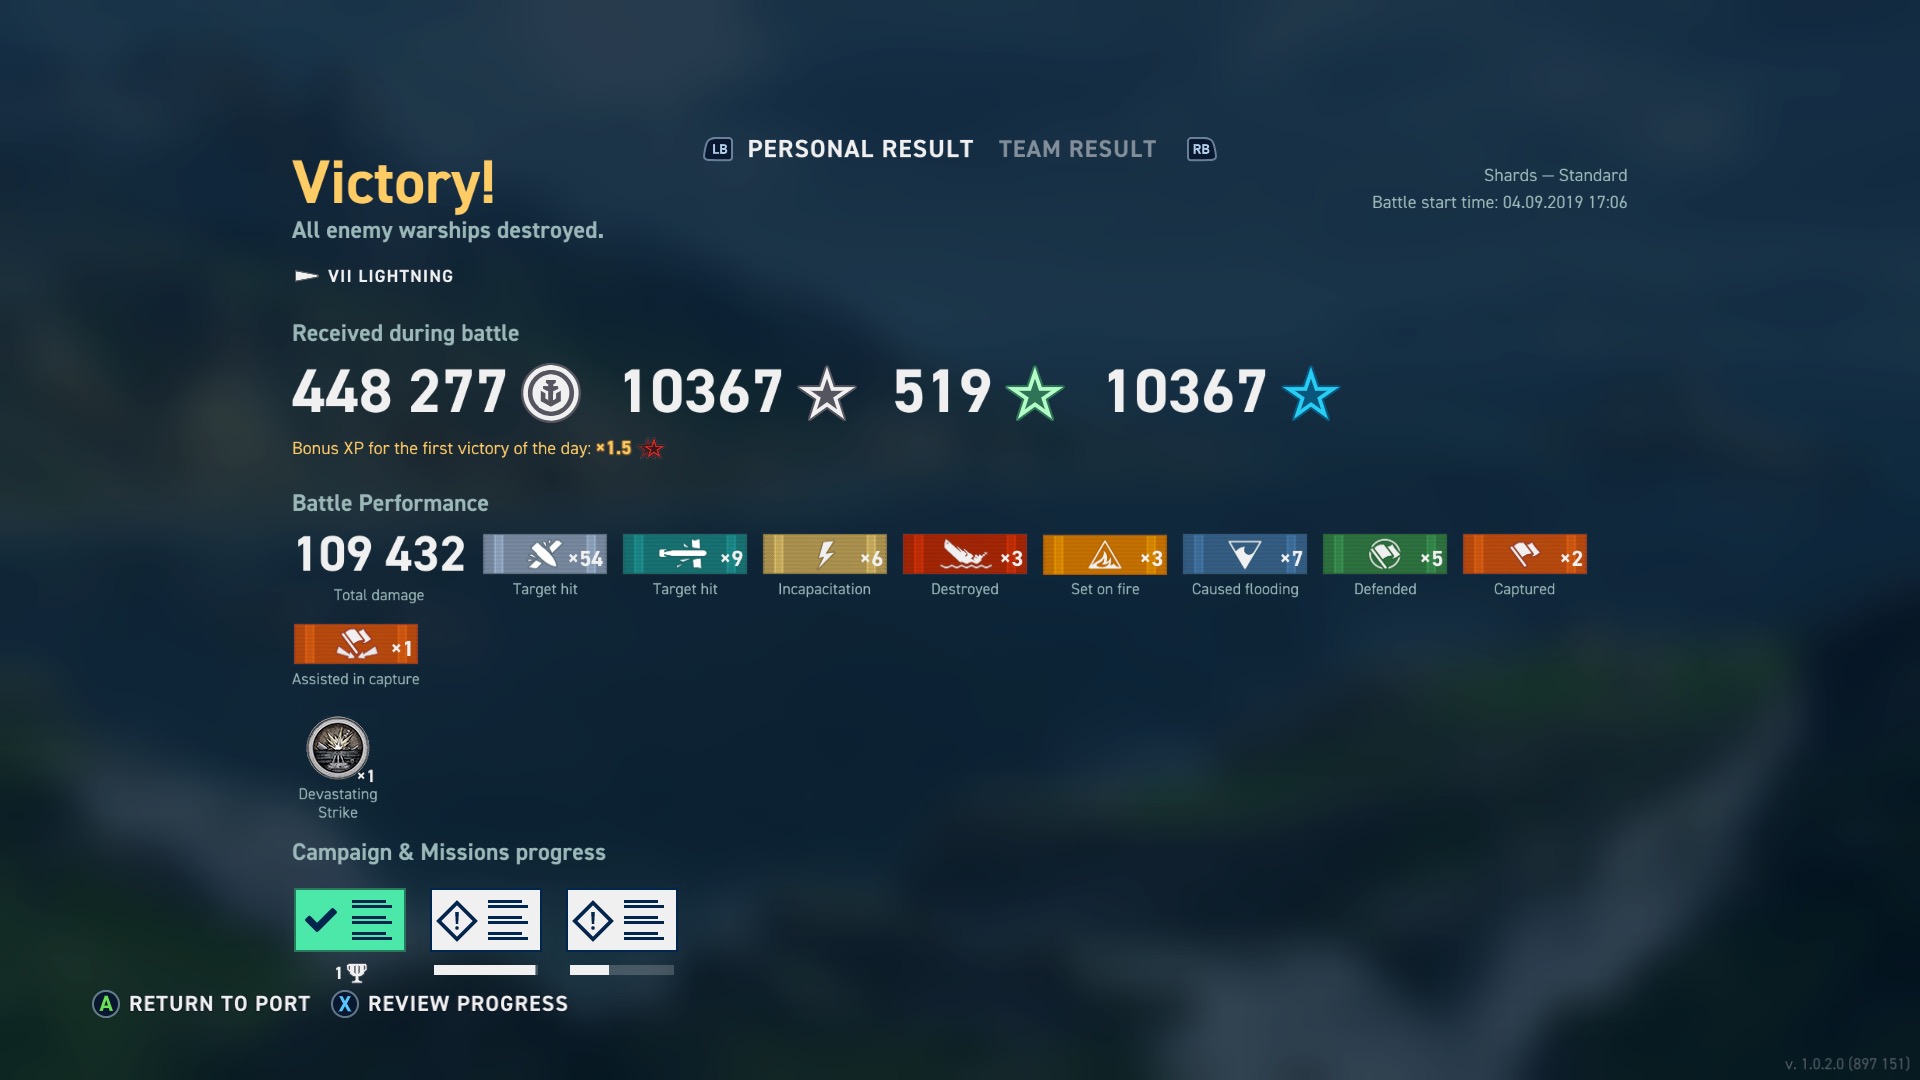 LB PERSONAL RESULT TEAM RESULT RB
Victory!
Shards — Standard
All enemy warships destroyed.
Battle start time: 04.09.2019 17:06
VII LIGHTNING
Received during battle
448 277 10367 519 10367
Bonus XP for the first victory of the day: ×1.5
Battle Performance
109 432 ×54 ×9 ×6 ×3 ×3 ×7 ×5 ×2
Total damage Target hit Target hit Incapacitation Destroyed Set on fire Caused flooding Defended Captured
×1
Assisted in capture
×1
Devastating
Strike
Campaign & Missions progress
! !
1
A RETURN TO PORT X REVIEW PROGRESS
v. 1.0.2.0 (897 151)